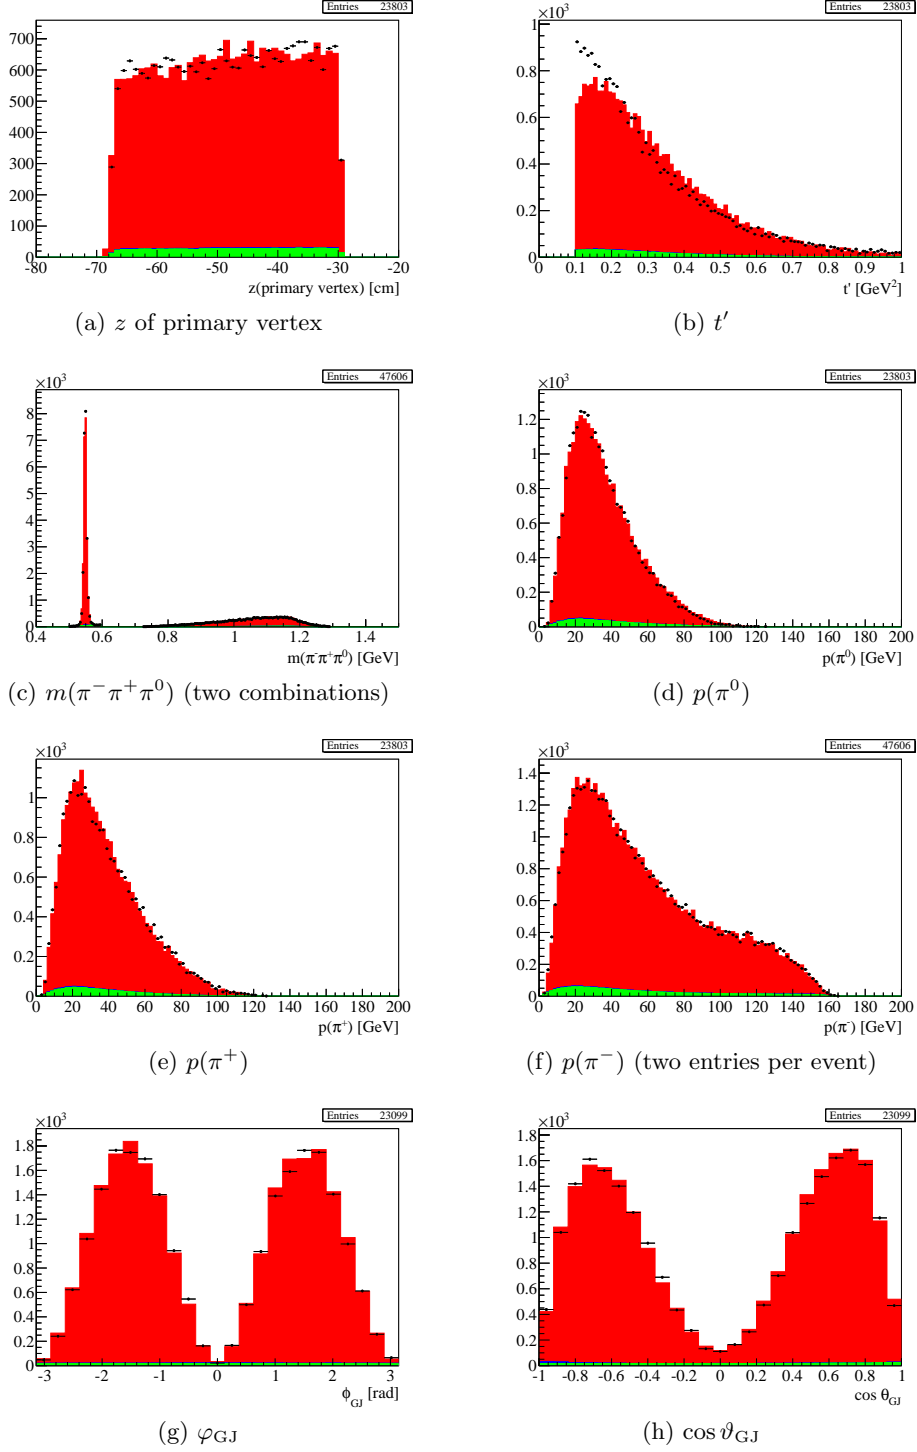 Entries 23803
700
600
500
400
300
200
100
0
-80 -70 -60 -50 -40 -30 -20
z(primary vertex) [cm]
(a) z of primary vertex
×10³
Entries 23803
1
0.8
0.6
0.4
0.2
0
0 0.1 0.2 0.3 0.4 0.5 0.6 0.7 0.8 0.9 1
t' [GeV²]
(b) t′
×10³
Entries 47606
8
7
6
5
4
3
2
1
0
0.4 0.6 0.8 1 1.2 1.4
m(π⁻π⁺π⁰) [GeV]
(c) m(π⁻π⁺π⁰) (two combinations)
×10³
Entries 23803
1.2
1
0.8
0.6
0.4
0.2
0
0 20 40 60 80 100 120 140 160 180 200
p(π⁰) [GeV]
(d) p(π⁰)
×10³
Entries 23803
1
0.8
0.6
0.4
0.2
0
0 20 40 60 80 100 120 140 160 180 200
p(π⁺) [GeV]
(e) p(π⁺)
×10³
Entries 47606
1.4
1.2
1
0.8
0.6
0.4
0.2
0
0 20 40 60 80 100 120 140 160 180 200
p(π⁻) [GeV]
(f) p(π⁻) (two entries per event)
×10³
Entries 23099
1.8
1.6
1.4
1.2
1
0.8
0.6
0.4
0.2
0
-3 -2 -1 0 1 2 3
ϕ_GJ [rad]
(g) φ_GJ
×10³
Entries 23099
1.8
1.6
1.4
1.2
1
0.8
0.6
0.4
0.2
0
-1 -0.8 -0.6 -0.4 -0.2 0 0.2 0.4 0.6 0.8 1
cos θ_GJ
(h) cos ϑ_GJ